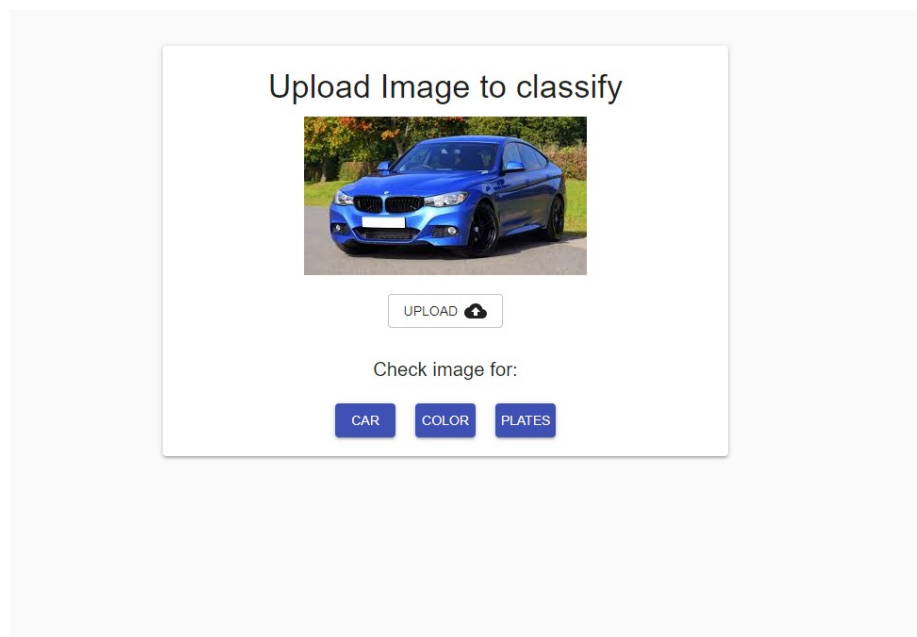 Upload Image to classify
UPLOAD
Check image for:
CAR COLOR PLATES